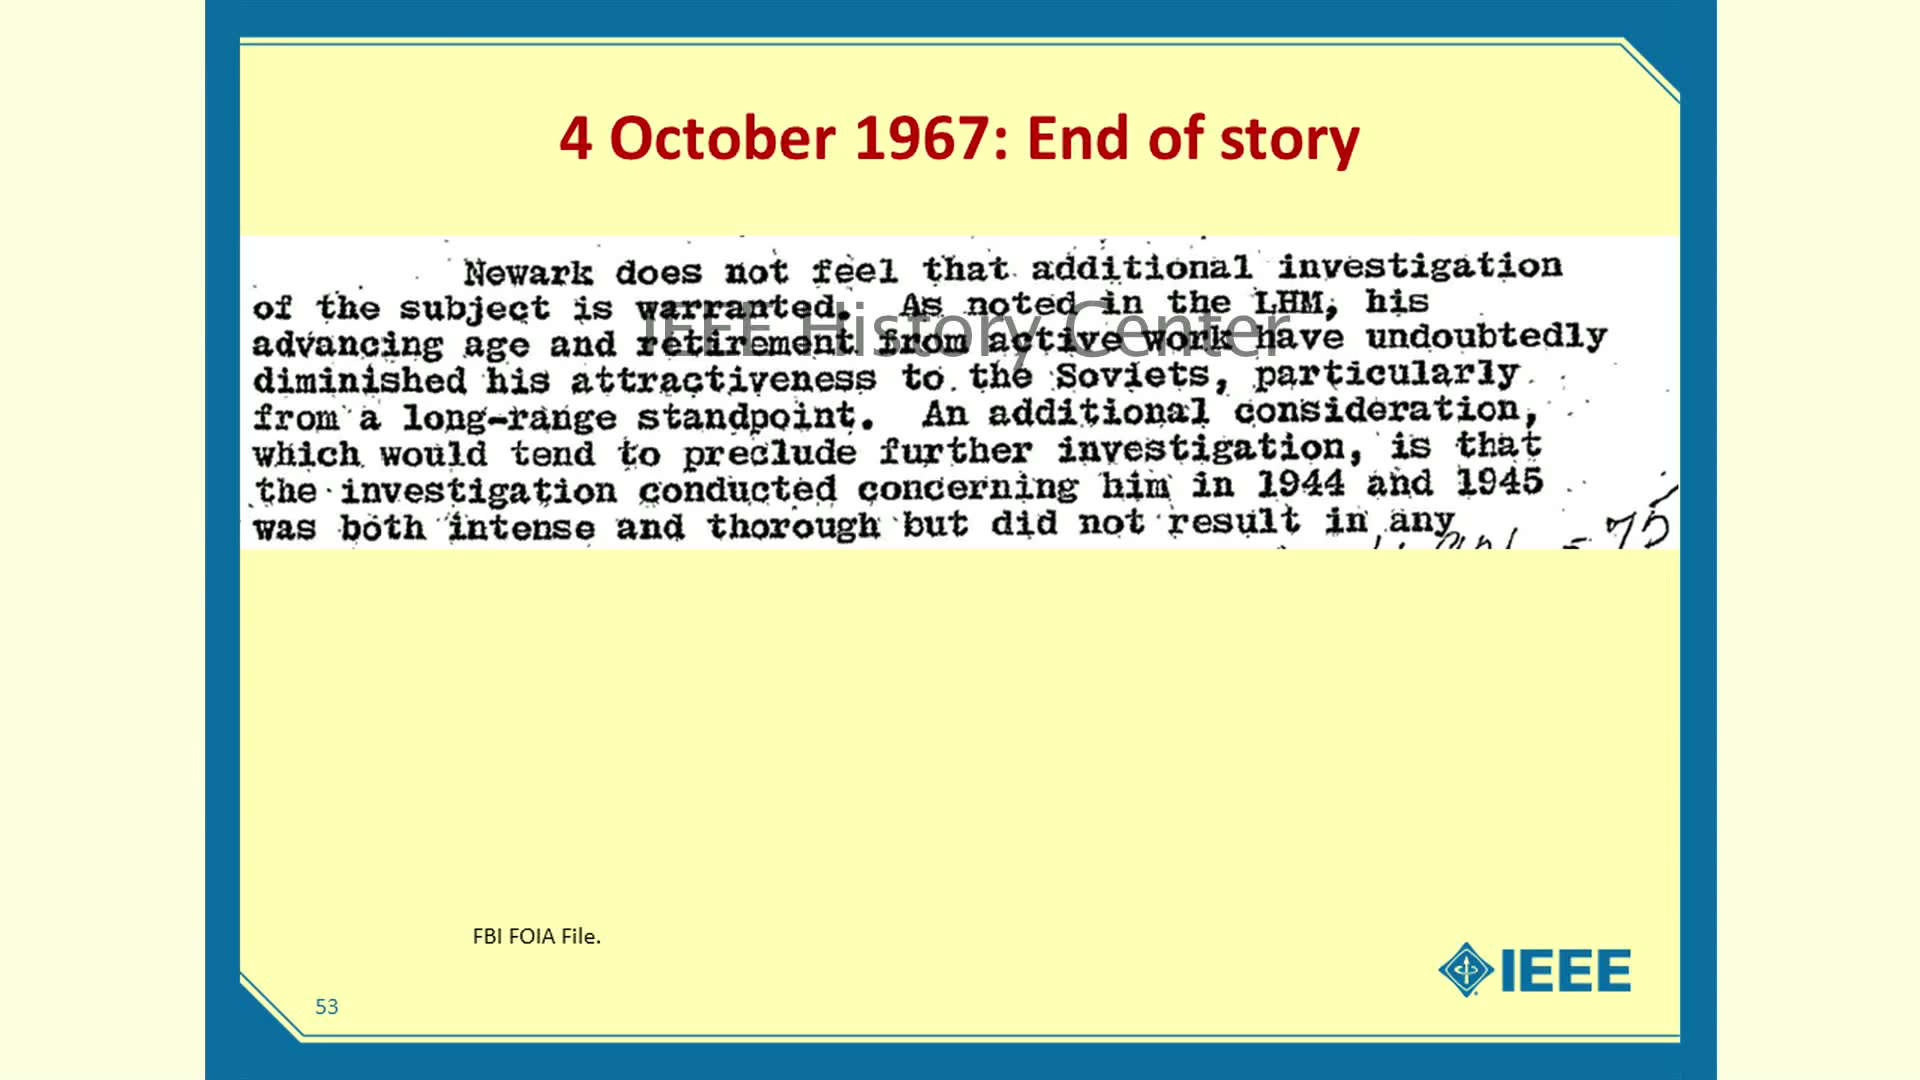 4 October 1967: End of story
Newark does not feel that additional investigation
of the subject is warranted. As noted in the LHM, his
advancing age and retirement from active work have undoubtedly
diminished his attractiveness to the Soviets, particularly
from a long-range standpoint. An additional consideration,
which would tend to preclude further investigation, is that
the investigation conducted concerning him in 1944 and 1945
was both intense and thorough but did not result in any
75
IEEE History Center
FBI FOIA File.
IEEE
53